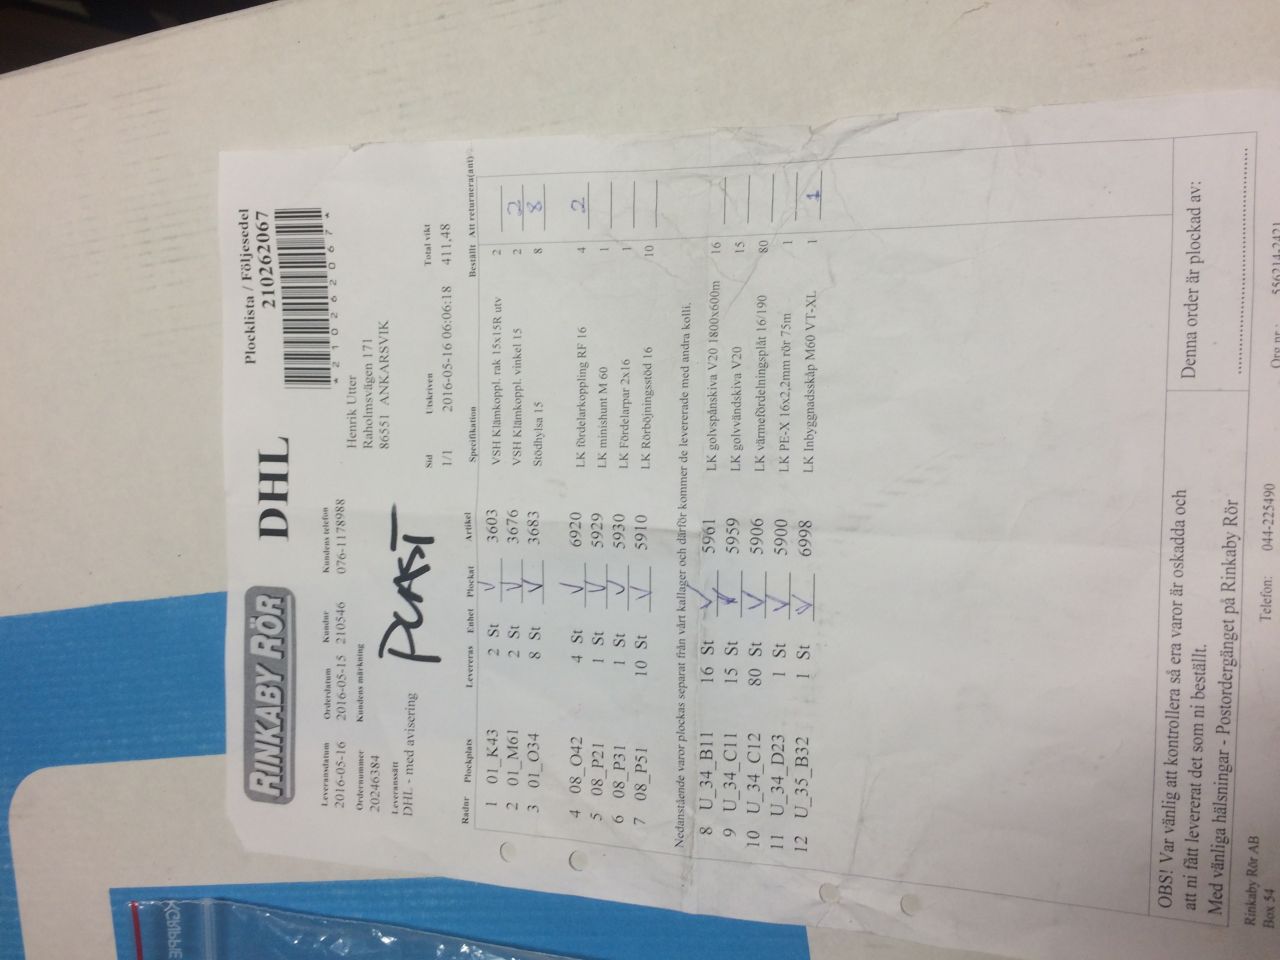 RINKABY RÖR
DHL
Plocklista / Följesedel
210262067
*210262067*
Leveransdatum Orderdatum Kundnr Kundens telefon
2016-05-16 2016-05-15 210546 076-1178988
Ordernummer Kundens märkning
20246384
Henrik Utter
Raholmsvägen 171
86551 ANKARSVIK
Leveranssätt
DHL - med avisering
PCAST
Sid Utskriven Total vikt
1/1 2016-05-16 06:06:18 411,48
Radnr Plockplats Levereras Enhet Plockat Artikel Specifikation Beställt Att returnera(ant)
1 01_K43 2 St V 3603 VSH Klämkoppl. rak 15x15R utv 2
2 01_M61 2 St V 3676 VSH Klämkoppl. vinkel 15 2 2
3 01_O34 8 St V 3683 Stödhylsa 15 8 8
4 08_O42 4 St V 6920 LK fördelarkoppling RF 16 4 2
5 08_P21 1 St V 5929 LK minishunt M 60 1
6 08_P31 1 St V 5930 LK Fördelarpar 2x16 1
7 08_P51 10 St V 5910 LK Rörböjningsstöd 16 10
Nedanstående varor plockas separat från vårt kallager och därför kommer de levererade med andra kolli.
8 U_34_B11 16 St V 5961 LK golvspånskiva V20 1800x600m 16
9 U_34_C11 15 St V 5959 LK golvvändskiva V20 15
10 U_34_C12 80 St V 5906 LK värmefördelningsplåt 16/190 80
11 U_34_D23 1 St V 5900 LK PE-X 16x2,2mm rör 75m 1
12 U_35_B32 1 St V 6998 LK Inbyggnadsskåp M60 VT-XL 1 1
OBS! Var vänlig att kontrollera så era varor är oskadda och
att ni fått levererat det som ni beställt.
Med vänliga hälsningar - Postordergänget på Rinkaby Rör
Denna order är plockad av:
Rinkaby Rör AB Telefon: 044-225490 Org nr: 556214-2421
Box 54